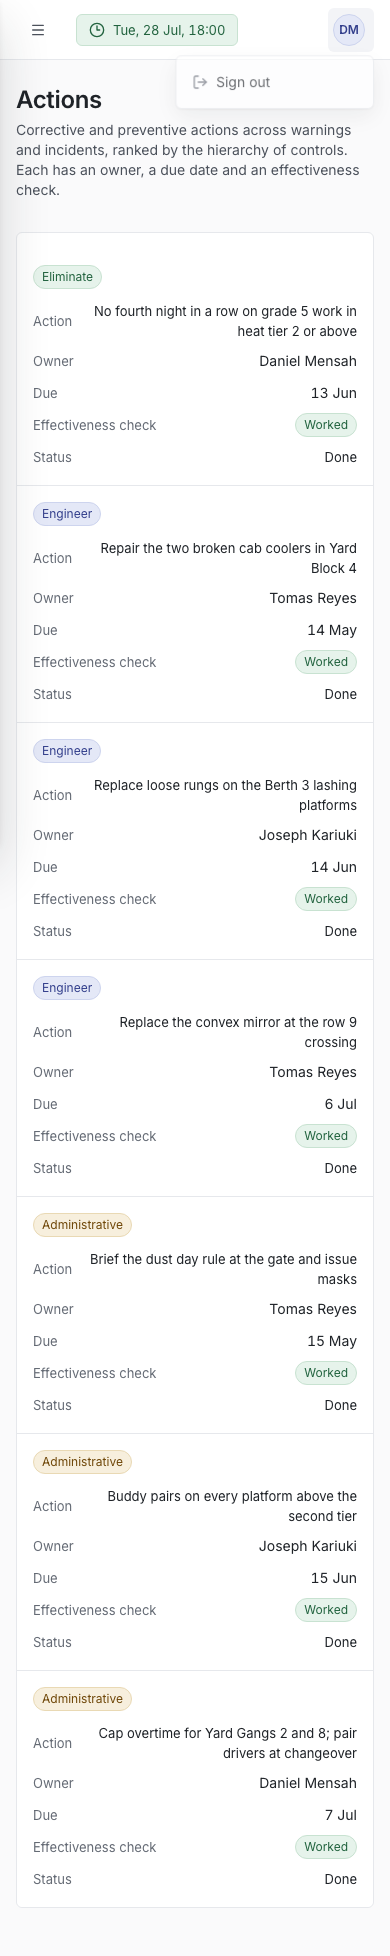 Tue, 28 Jul, 18:00
DM
Sign out
Actions
Corrective and preventive actions across warnings
and incidents, ranked by the hierarchy of controls.
Each has an owner, a due date and an effectiveness
check.
Eliminate
Action No fourth night in a row on grade 5 work in
heat tier 2 or above
Owner Daniel Mensah
Due 13 Jun
Effectiveness check Worked
Status Done
Engineer
Action Repair the two broken cab coolers in Yard
Block 4
Owner Tomas Reyes
Due 14 May
Effectiveness check Worked
Status Done
Engineer
Action Replace loose rungs on the Berth 3 lashing
platforms
Owner Joseph Kariuki
Due 14 Jun
Effectiveness check Worked
Status Done
Engineer
Action Replace the convex mirror at the row 9
crossing
Owner Tomas Reyes
Due 6 Jul
Effectiveness check Worked
Status Done
Administrative
Action Brief the dust day rule at the gate and issue
masks
Owner Tomas Reyes
Due 15 May
Effectiveness check Worked
Status Done
Administrative
Action Buddy pairs on every platform above the
second tier
Owner Joseph Kariuki
Due 15 Jun
Effectiveness check Worked
Status Done
Administrative
Action Cap overtime for Yard Gangs 2 and 8; pair
drivers at changeover
Owner Daniel Mensah
Due 7 Jul
Effectiveness check Worked
Status Done